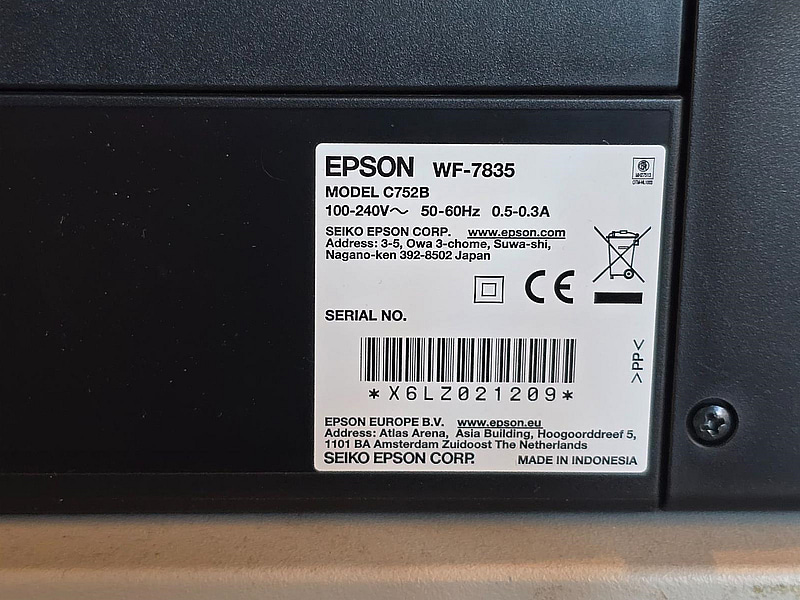 EPSON WF-7835
MODEL C752B
100-240V～ 50-60Hz 0.5-0.3A
SEIKO EPSON CORP. www.epson.com
Address: 3-5, Owa 3-chome, Suwa-shi,
Nagano-ken 392-8502 Japan
CE
SERIAL NO.
>PP<
*X6LZ021209*
EPSON EUROPE B.V. www.epson.eu
Address: Atlas Arena, Asia Building, Hoogoorddreef 5,
1101 BA Amsterdam Zuidoost The Netherlands
SEIKO EPSON CORP. MADE IN INDONESIA